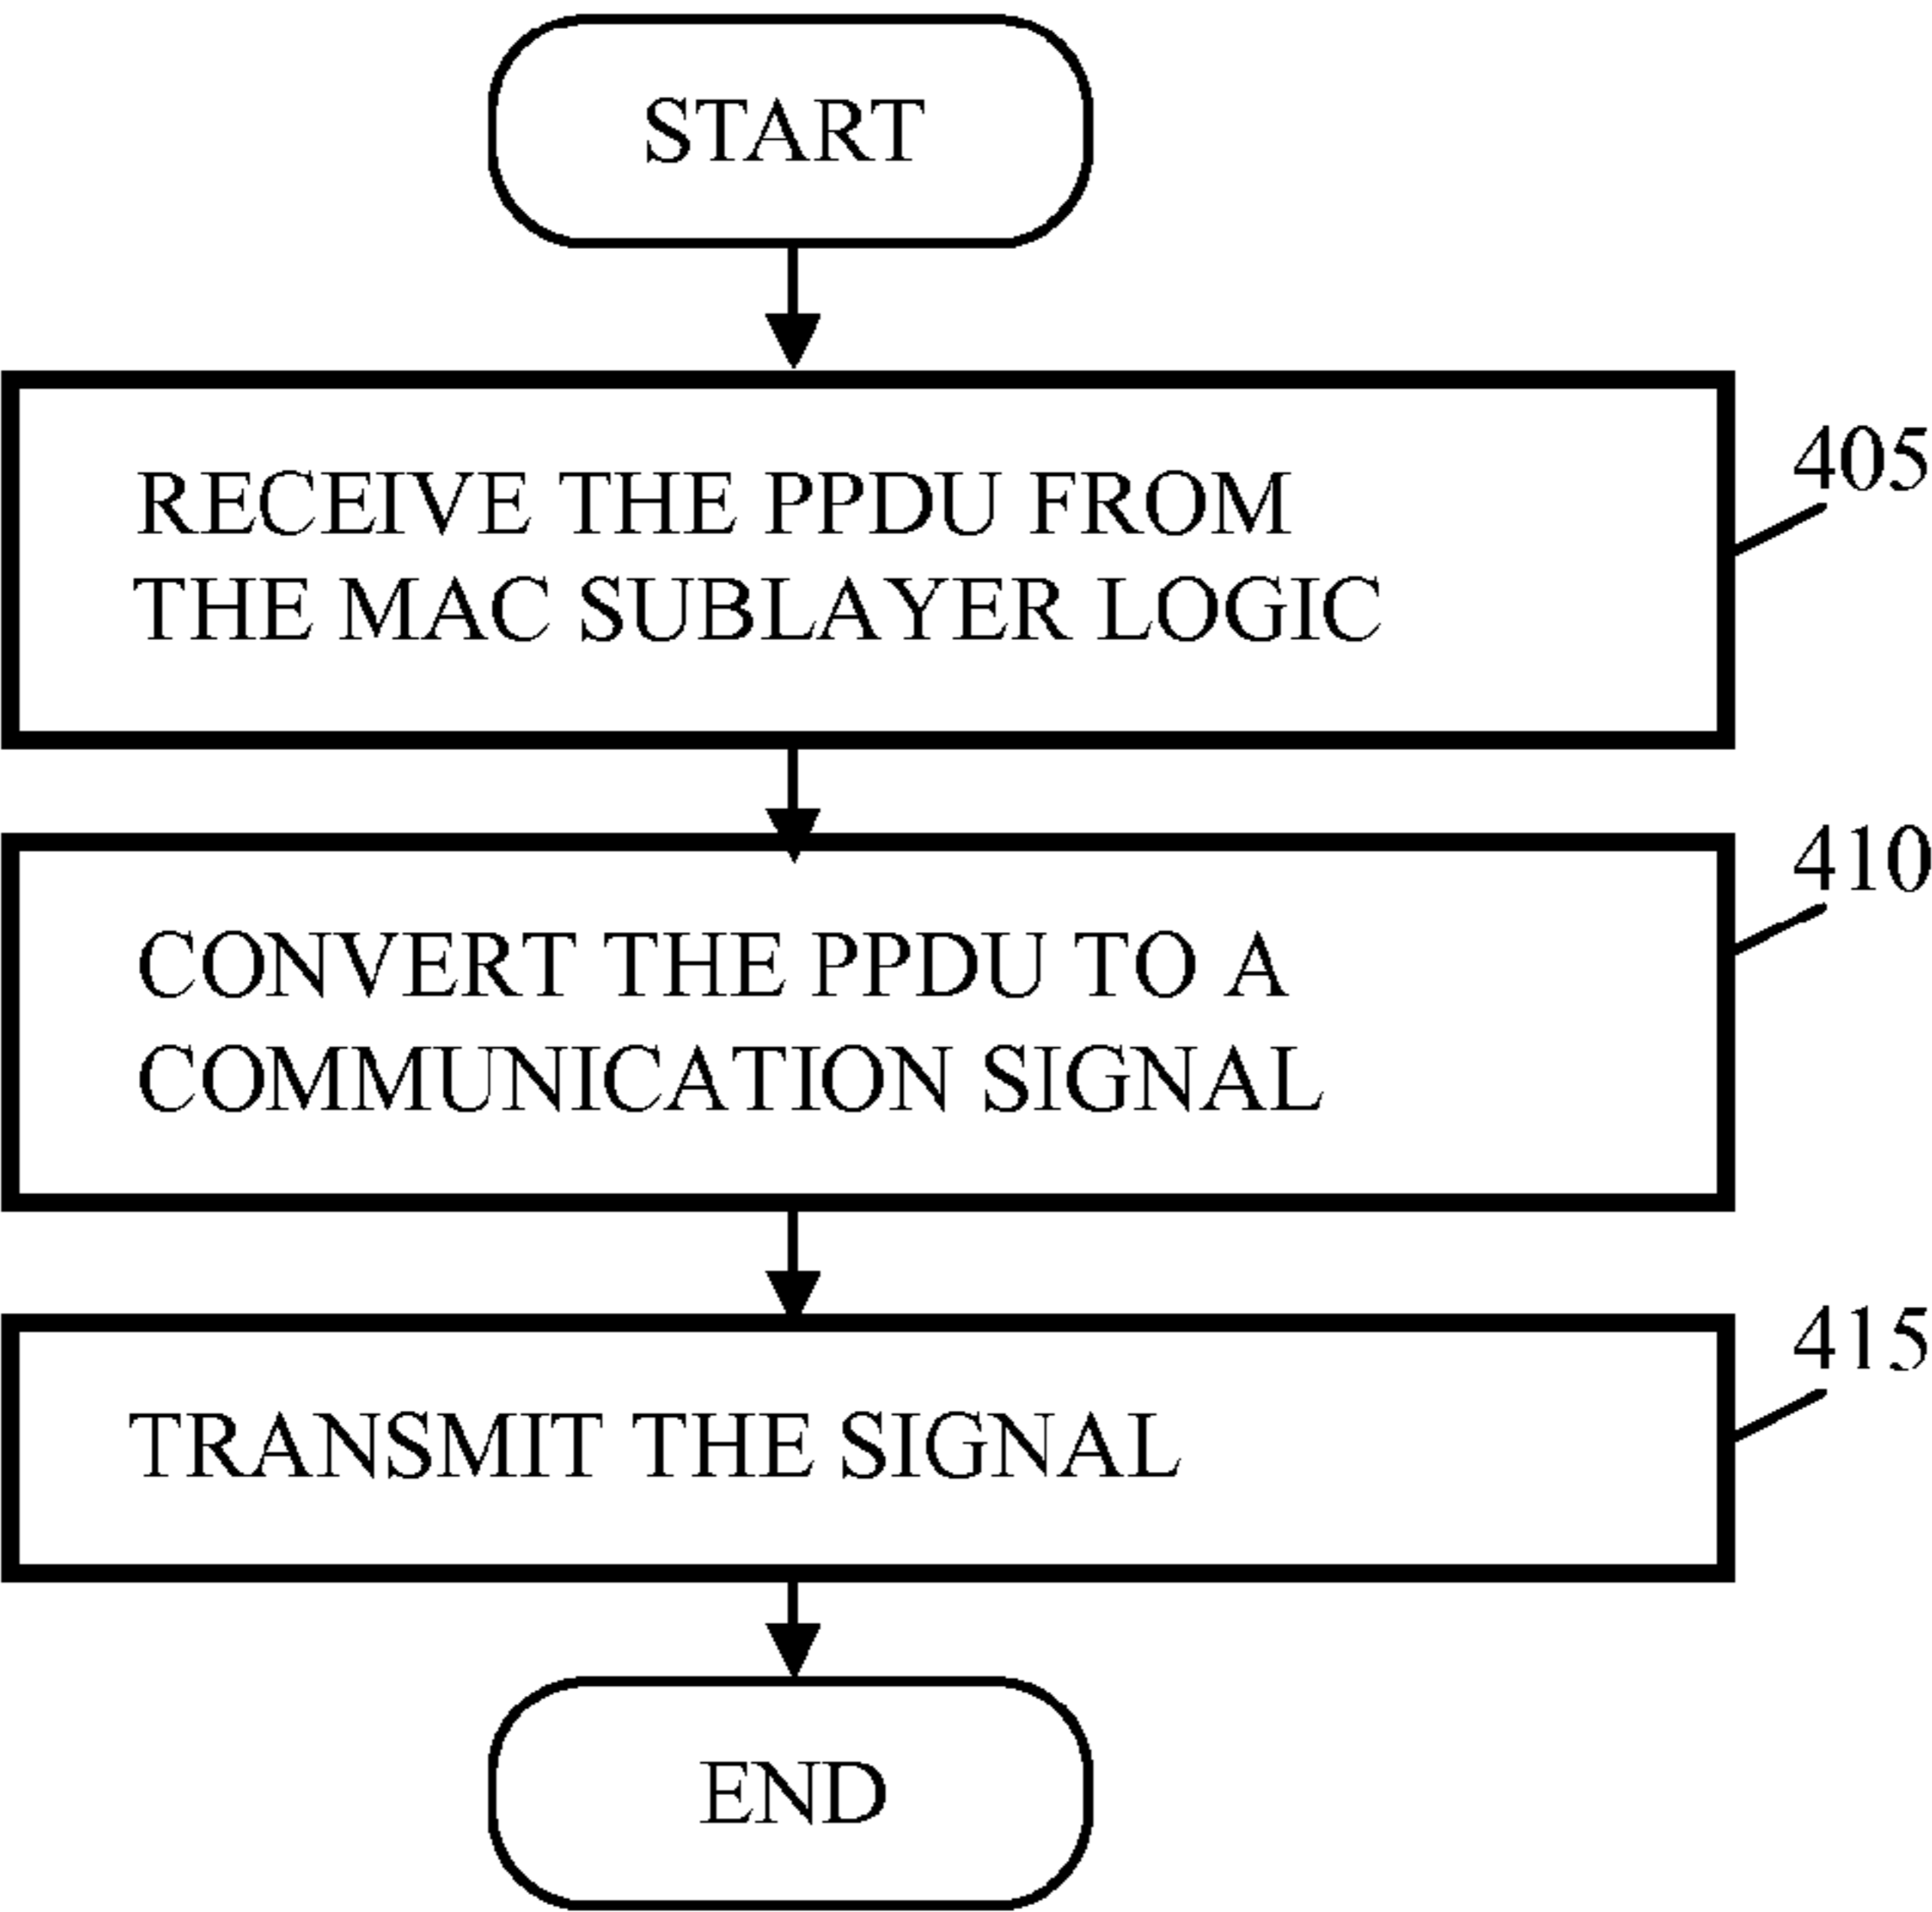 START
RECEIVE THE PPDU FROM
THE MAC SUBLAYER LOGIC
405
CONVERT THE PPDU TO A
COMMUNICATION SIGNAL
410
TRANSMIT THE SIGNAL
415
END